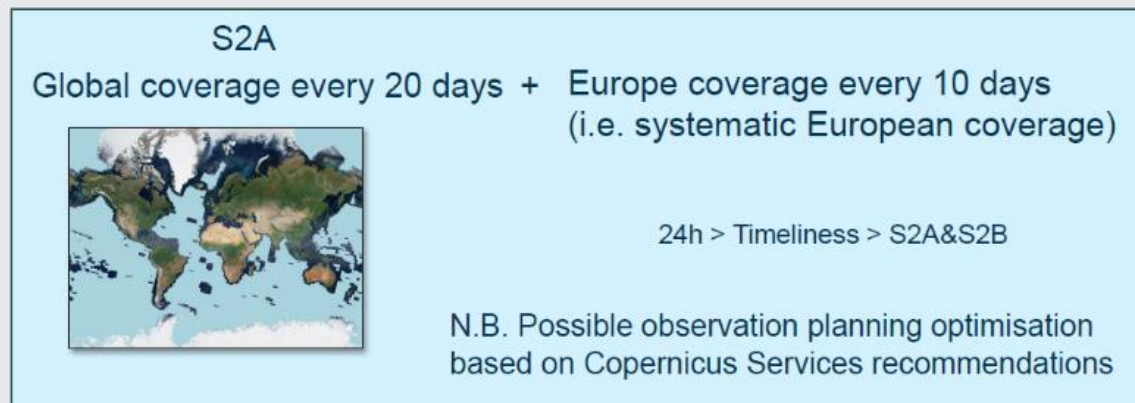 S2A
Global coverage every 20 days + Europe coverage every 10 days
(i.e. systematic European coverage)
24h > Timeliness > S2A&S2B
N.B. Possible observation planning optimisation
based on Copernicus Services recommendations